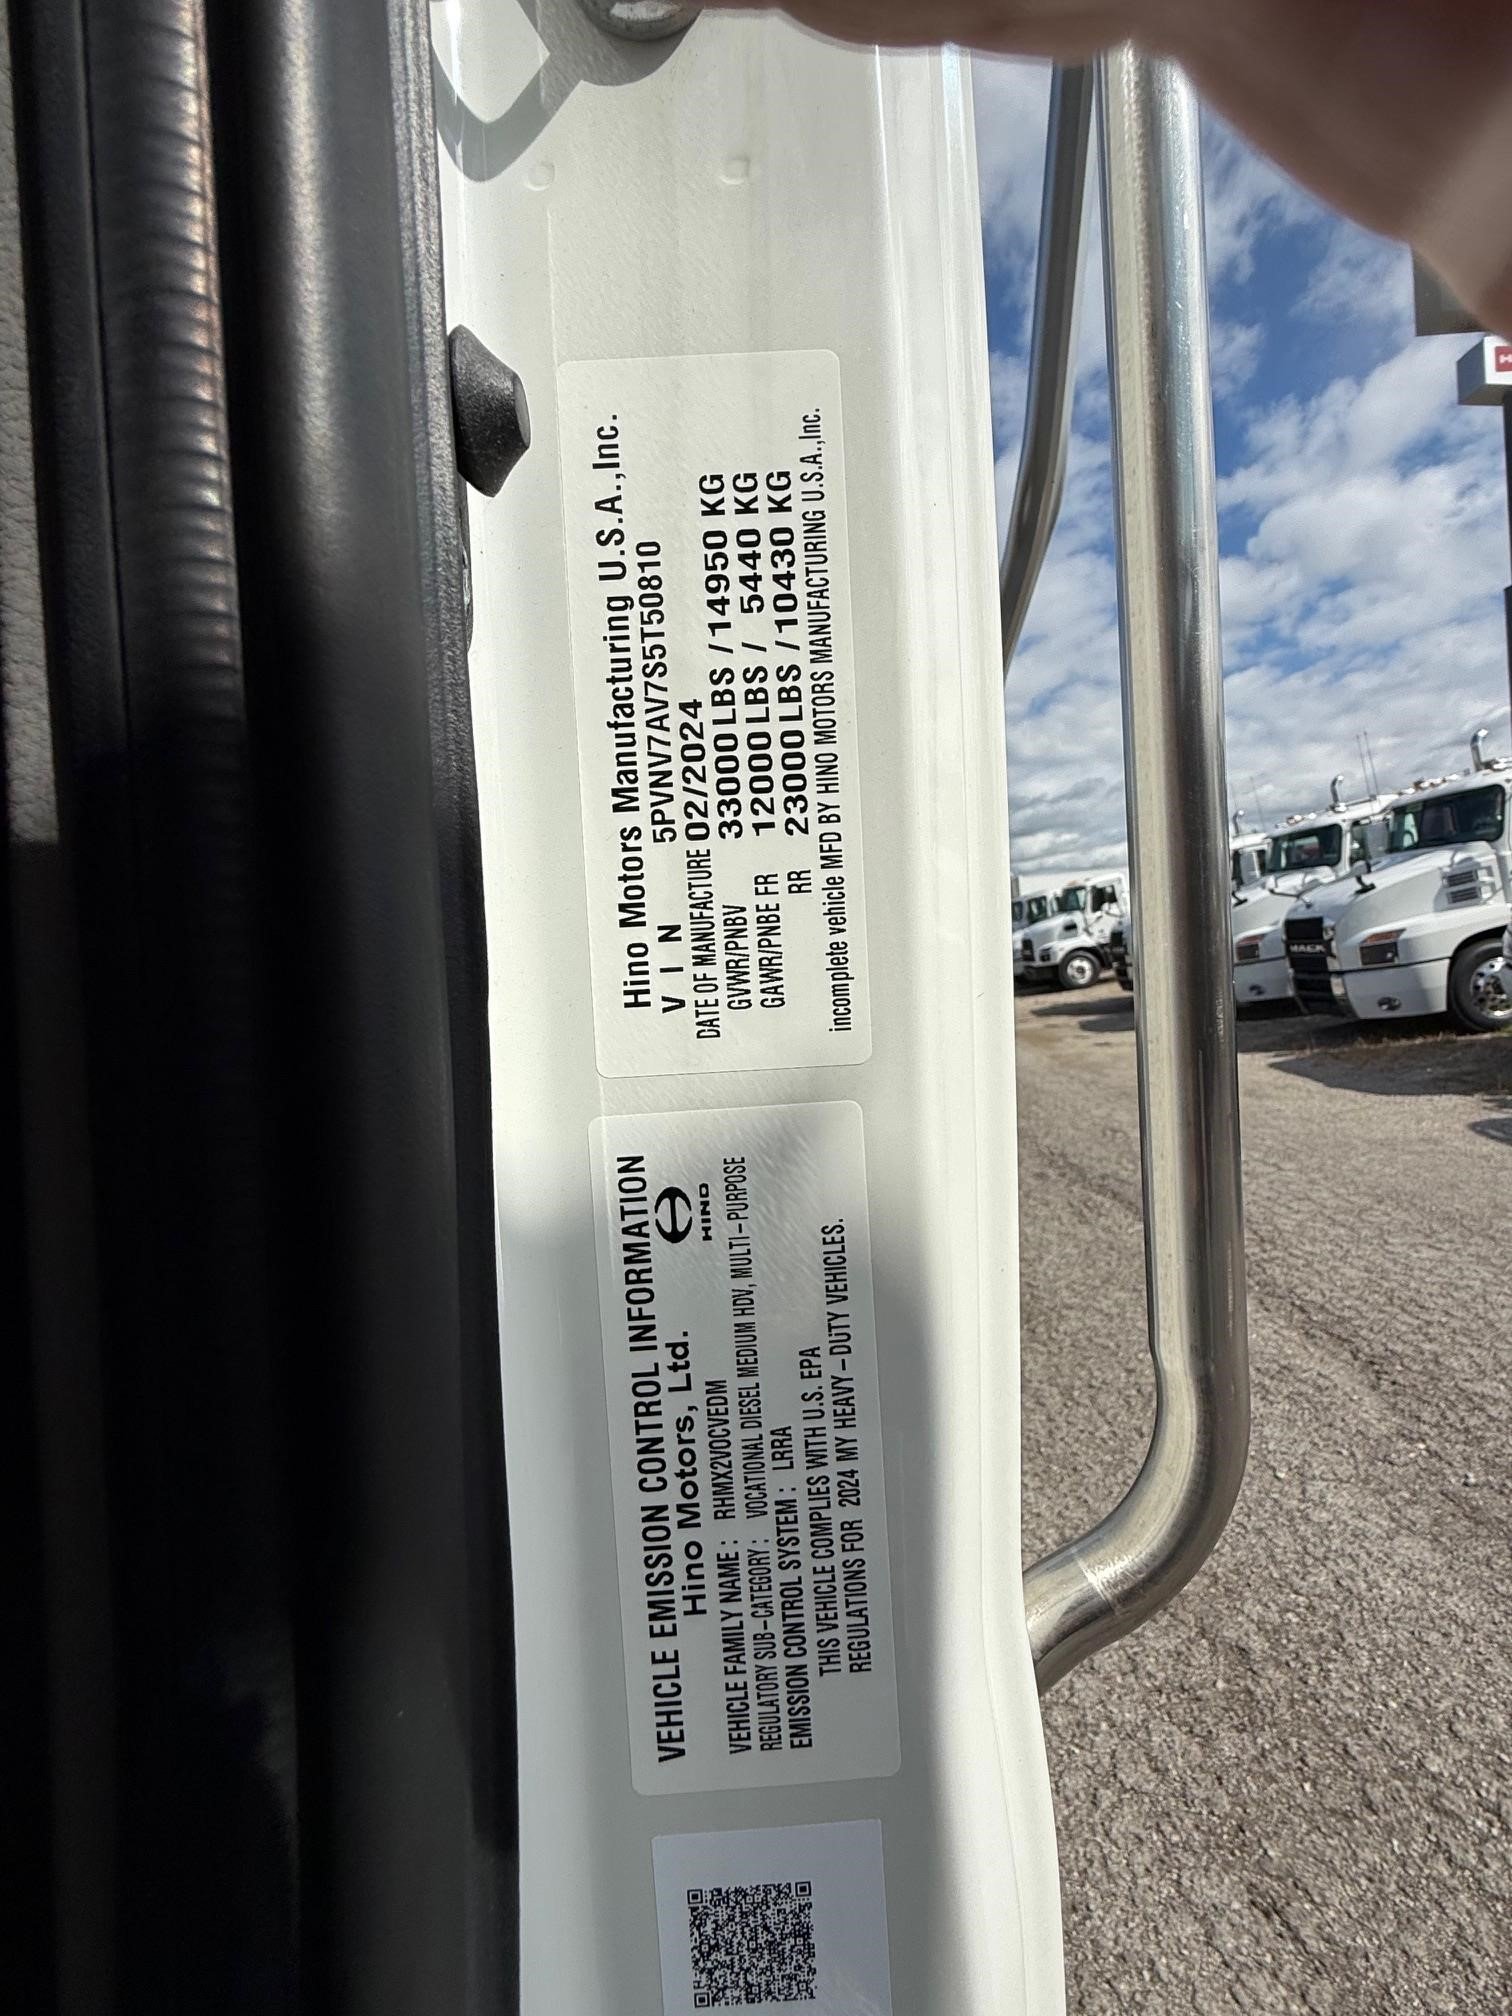 Hino Motors Manufacturing U.S.A.,Inc.
V I N 5PVNV7AV7S5T50810
DATE OF MANUFACTURE 02/2024
GVWR/PNBV 33000 LBS / 14950 KG
GAWR/PNBE FR 12000 LBS / 5440 KG
RR 23000 LBS / 10430 KG
incomplete vehicle MFD BY HINO MOTORS MANUFACTURING U.S.A.,Inc.
VEHICLE EMISSION CONTROL INFORMATION
Hino Motors, Ltd.
HINO
VEHICLE FAMILY NAME : RHMX2VOCVEDM
REGULATORY SUB-CATEGORY : VOCATIONAL DIESEL MEDIUM HDV, MULTI-PURPOSE
EMISSION CONTROL SYSTEM : LRRA
THIS VEHICLE COMPLIES WITH U.S. EPA
REGULATIONS FOR 2024 MY HEAVY-DUTY VEHICLES.
MACK